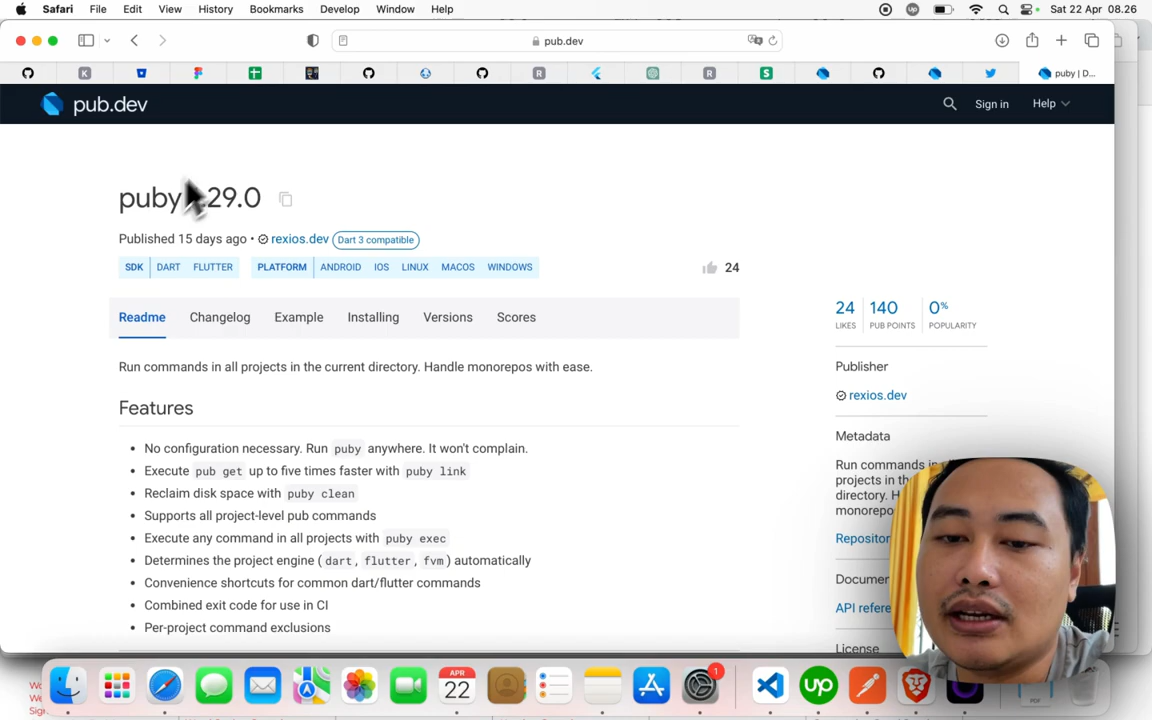 Safari File Edit View History Bookmarks Develop Window Help
Sat 22 Apr 08.26
pub.dev
puby | D...
pub.dev
Sign in
Help
puby 29.0
Published 15 days ago • rexios.dev Dart 3 compatible
SDK DART FLUTTER PLATFORM ANDROID IOS LINUX MACOS WINDOWS
24
Readme Changelog Example Installing Versions Scores
Run commands in all projects in the current directory. Handle monorepos with ease.
Features
• No configuration necessary. Run puby anywhere. It won't complain.
• Execute pub get up to five times faster with puby link
• Reclaim disk space with puby clean
• Supports all project-level pub commands
• Execute any command in all projects with puby exec
• Determines the project engine ( dart , flutter , fvm ) automatically
• Convenience shortcuts for common dart/flutter commands
• Combined exit code for use in CI
• Per-project command exclusions
24 140 0%
LIKES PUB POINTS POPULARITY
Publisher
rexios.dev
Metadata
Run commands in
projects in the
directory. H
monorepo
Repositor
Documen
API refere
License
APR
22
1
up
PDF